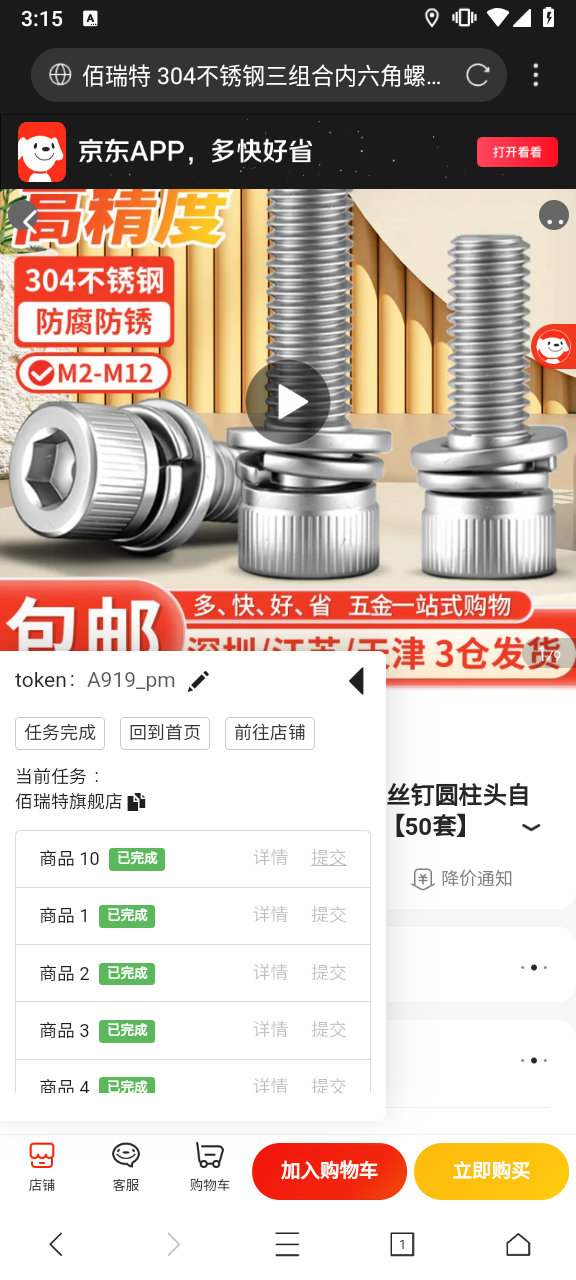 3:15
A
佰瑞特 304不锈钢三组合内六角螺...
京东APP，多快好省
打开看看
高精度
304不锈钢
防腐防锈
M2-M12
包邮
多、快、好、省 五金一站式购物
深圳/江苏/天津 3仓发货
1/9
token： A919_pm
任务完成
回到首页
前往店铺
当前任务：
佰瑞特旗舰店
丝钉圆柱头自
【50套】
降价通知
商品 10 已完成 详情 提交
商品 1 已完成 详情 提交
商品 2 已完成 详情 提交
商品 3 已完成 详情 提交
商品 4 已完成 详情 提交
店铺
客服
购物车
加入购物车
立即购买
1